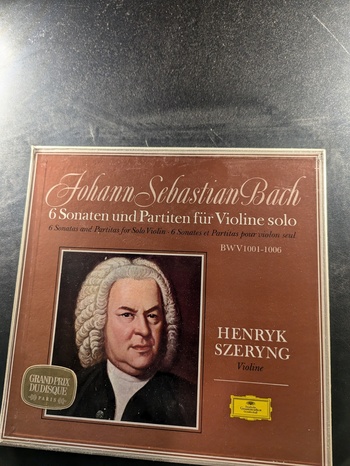 Johann Sebastian Bach
6 Sonaten und Partiten für Violine solo
6 Sonatas and Partitas for Solo Violin · 6 Sonates et Partitas pour violon seul
BWV 1001-1006
HENRYK
SZERYNG
Violine
GRAND PRIX
DU DISQUE
PARIS